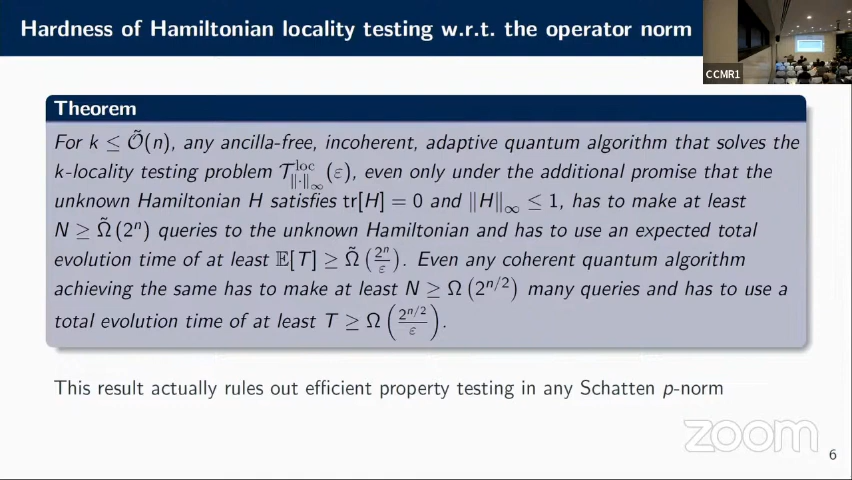 Hardness of Hamiltonian locality testing w.r.t. the operator norm
CCMR1
Theorem
For k ≤ Õ(n), any ancilla-free, incoherent, adaptive quantum algorithm that solves the
k-locality testing problem 𝒯^loc_‖·‖∞(ε), even only under the additional promise that the
unknown Hamiltonian H satisfies tr[H] = 0 and ‖H‖∞ ≤ 1, has to make at least
N ≥ Ω̃(2ⁿ) queries to the unknown Hamiltonian and has to use an expected total
evolution time of at least 𝔼[T] ≥ Ω̃(2ⁿ/ε). Even any coherent quantum algorithm
achieving the same has to make at least N ≥ Ω(2^{n/2}) many queries and has to use a
total evolution time of at least T ≥ Ω(2^{n/2}/ε).
This result actually rules out efficient property testing in any Schatten p-norm
zoom
6